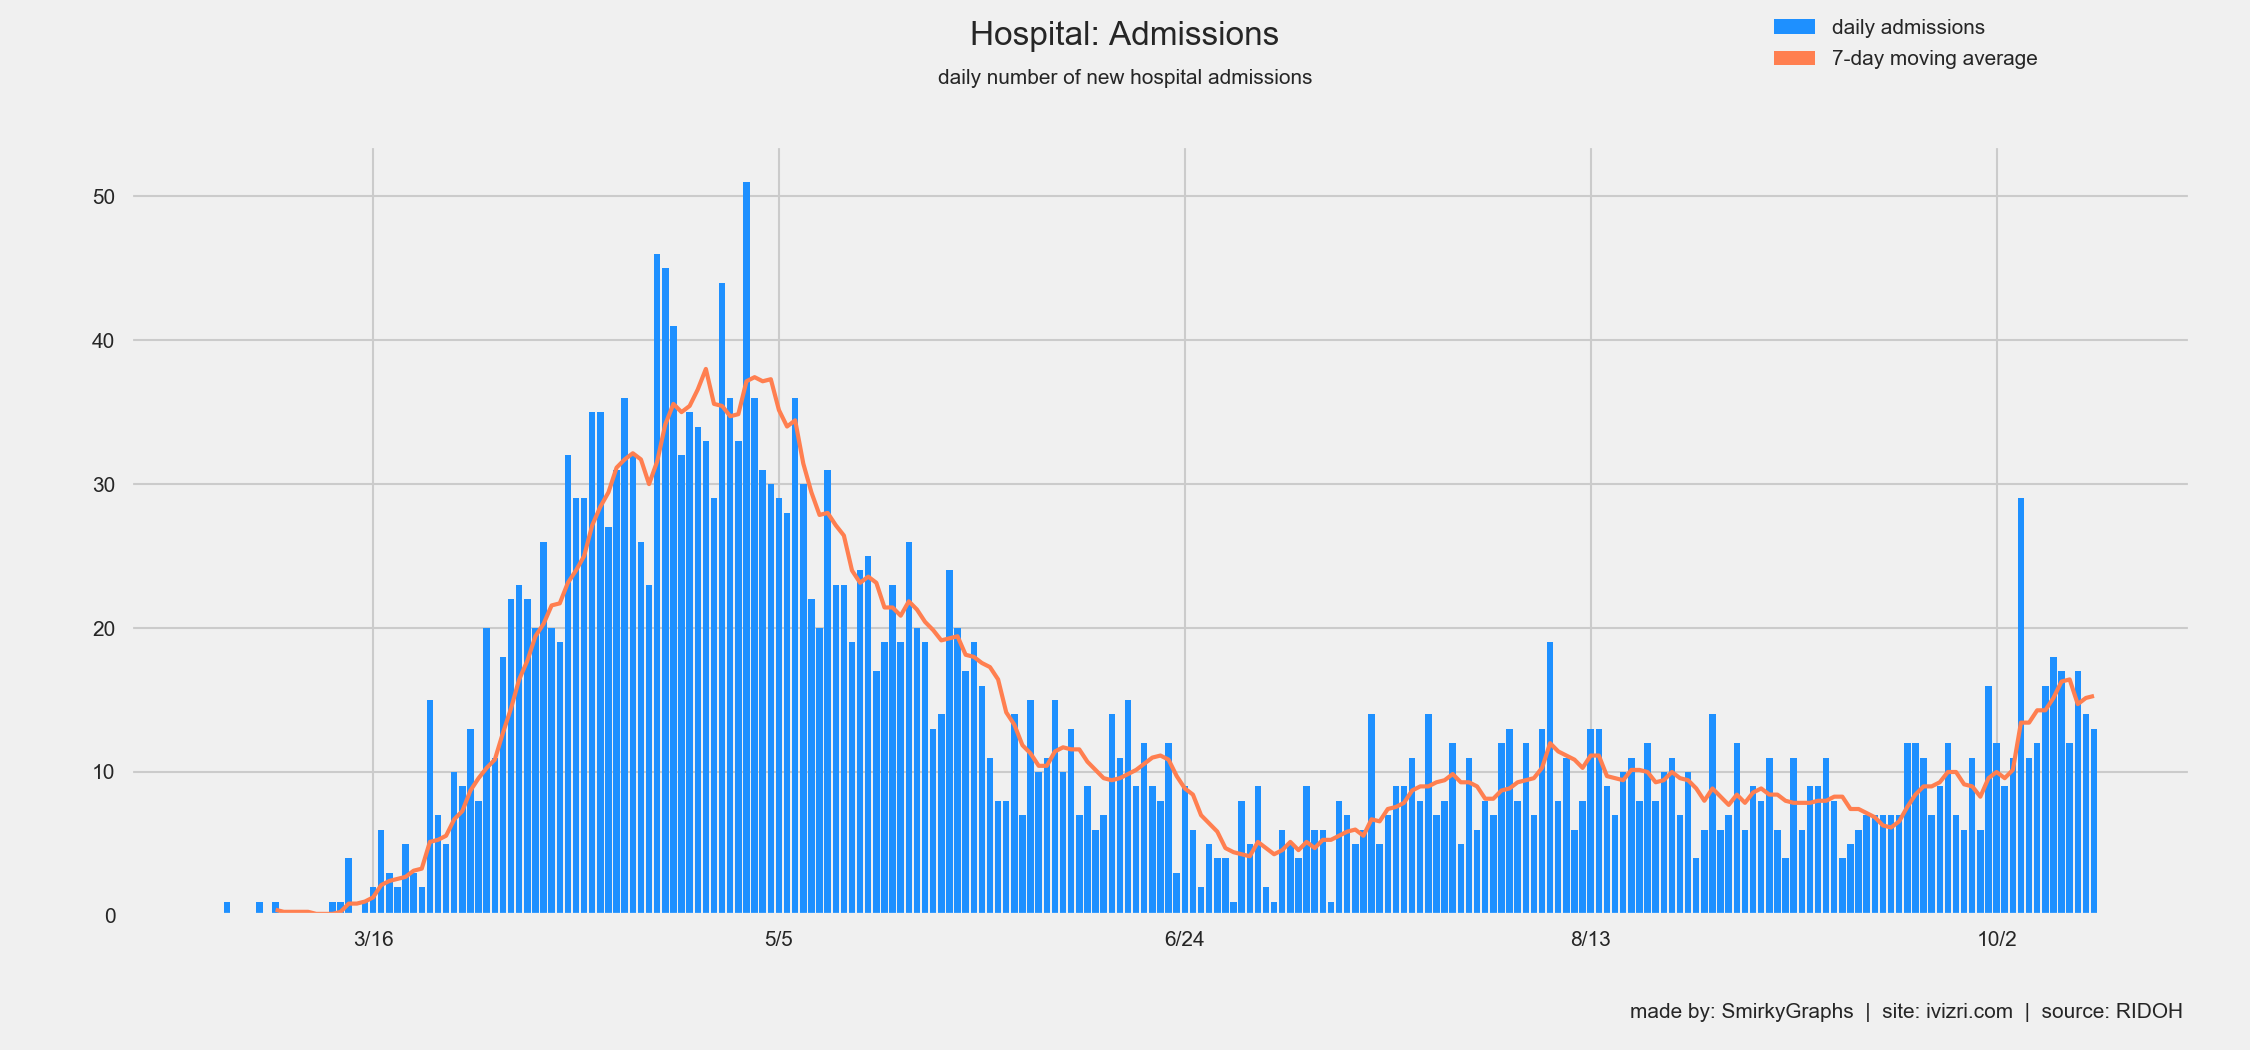 Hospital: Admissions
daily number of new hospital admissions
daily admissions
7-day moving average
50
40
30
20
10
0
3/16 5/5 6/24 8/13 10/2
made by: SmirkyGraphs | site: ivizri.com | source: RIDOH